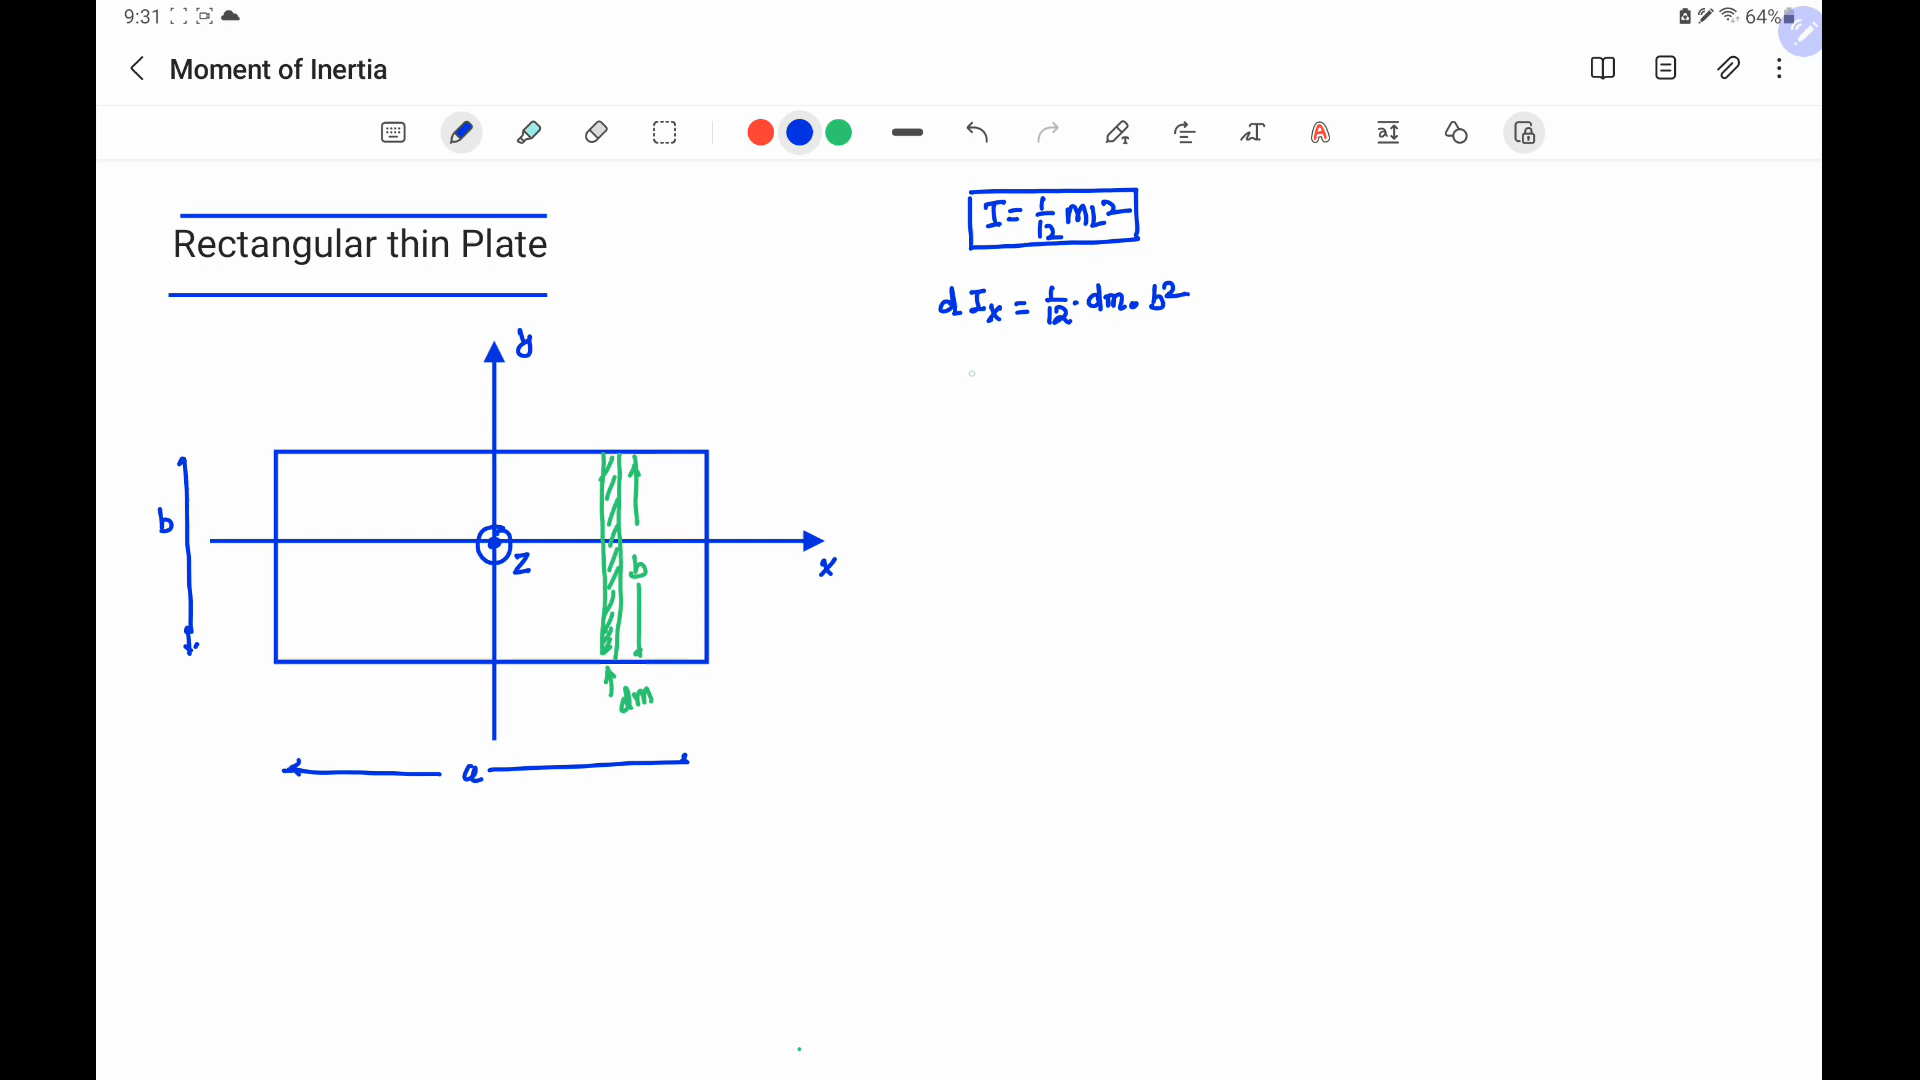 9:31 64%
Moment of Inertia
I = 1/12 mL²
Rectangular thin Plate
dIₓ = 1/12 · dm · b²
y
b
z
b
x
dm
a